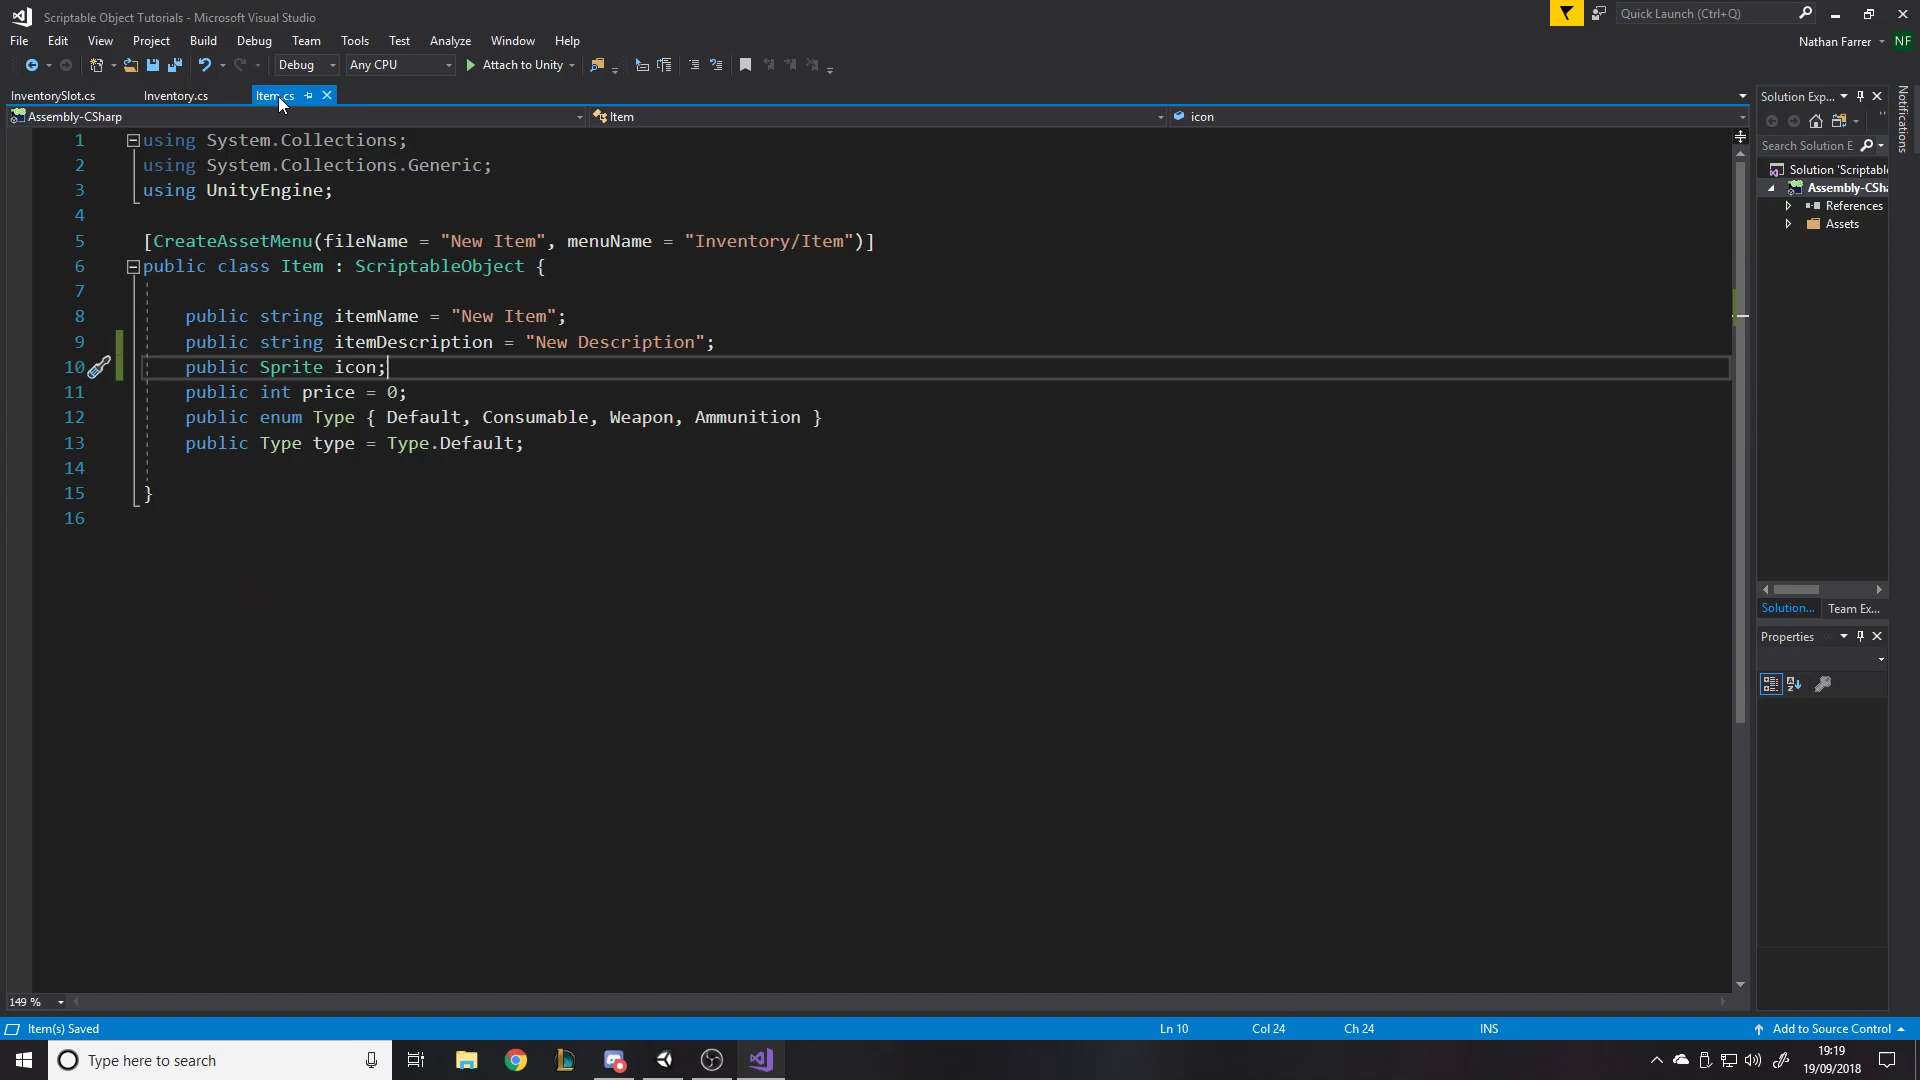 Scriptable Object Tutorials - Microsoft Visual Studio
Quick Launch (Ctrl+Q)
File Edit View Project Build Debug Team Tools Test Analyze Window Help
Nathan Farrer NF
Debug Any CPU Attach to Unity
InventorySlot.cs Inventory.cs Item.cs
Solution Exp...
Notifications
Assembly-CSharp Item icon
Search Solution E
Solution 'Scriptabl
Assembly-CSh
References
Assets
1 using System.Collections;
2 using System.Collections.Generic;
3 using UnityEngine;
4
5 [CreateAssetMenu(fileName = "New Item", menuName = "Inventory/Item")]
6 public class Item : ScriptableObject {
7
8 public string itemName = "New Item";
9 public string itemDescription = "New Description";
10 public Sprite icon;
11 public int price = 0;
12 public enum Type { Default, Consumable, Weapon, Ammunition }
13 public Type type = Type.Default;
14
15 }
16
Solution... Team Ex...
Properties
149 %
Item(s) Saved Ln 10 Col 24 Ch 24 INS Add to Source Control
Type here to search
19:19
19/09/2018